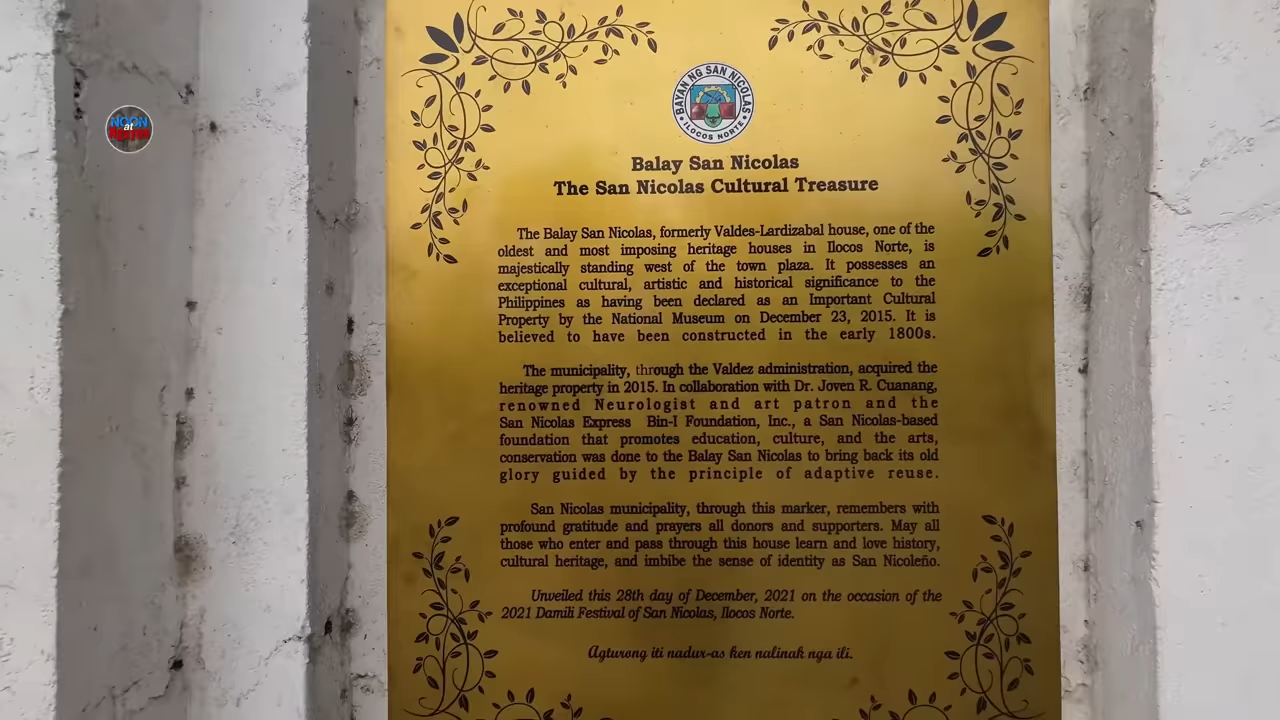 NOON
at
Ngayon
BAYAN NG SAN NICOLAS
ILOCOS NORTE
Balay San Nicolas
The San Nicolas Cultural Treasure
The Balay San Nicolas, formerly Valdes-Lardizabal house, one of the
oldest and most imposing heritage houses in Ilocos Norte, is
majestically standing west of the town plaza. It possesses an
exceptional cultural, artistic and historical significance to the
Philippines as having been declared as an Important Cultural
Property by the National Museum on December 23, 2015. It is
believed to have been constructed in the early 1800s.
The municipality, through the Valdez administration, acquired the
heritage property in 2015. In collaboration with Dr. Joven R. Cuanang,
renowned Neurologist and art patron and the
San Nicolas Express Bin-I Foundation, Inc., a San Nicolas-based
foundation that promotes education, culture, and the arts,
conservation was done to the Balay San Nicolas to bring back its old
glory guided by the principle of adaptive reuse.
San Nicolas municipality, through this marker, remembers with
profound gratitude and prayers all donors and supporters. May all
those who enter and pass through this house learn and love history,
cultural heritage, and imbibe the sense of identity as San Nicoleño.
Unveiled this 28th day of December, 2021 on the occasion of the
2021 Damili Festival of San Nicolas, Ilocos Norte.
Agturong iti nadur-as ken nalinak nga ili.